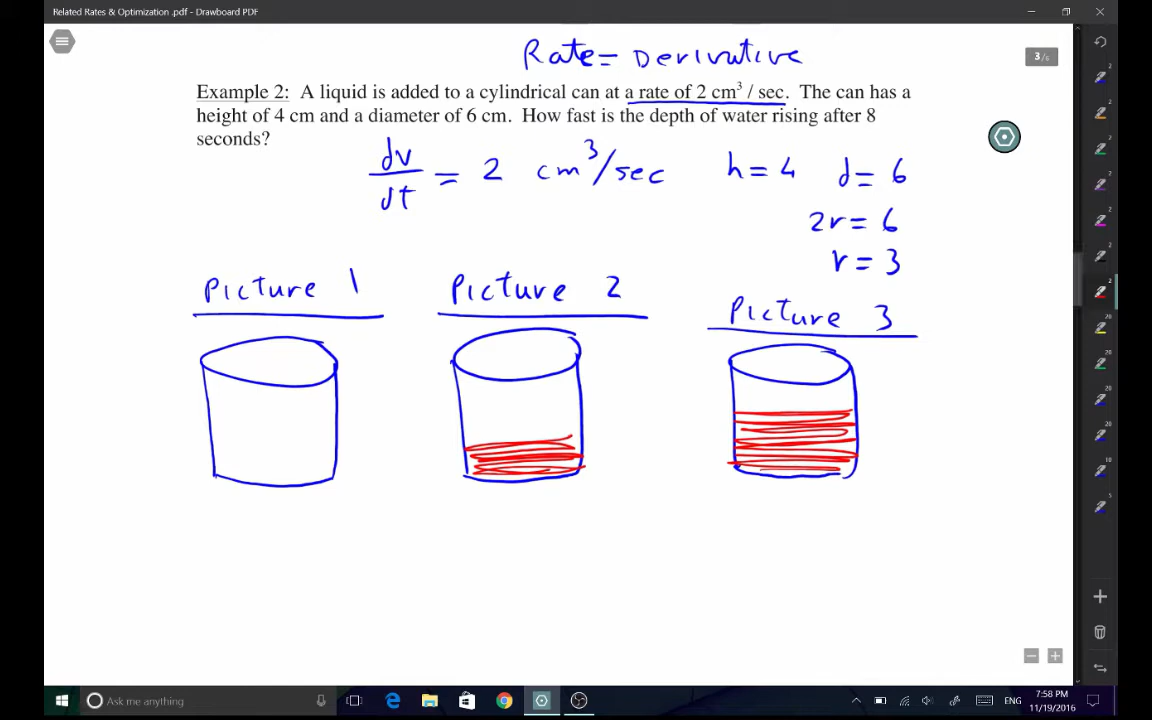 Related Rates & Optimization .pdf - Drawboard PDF
Rate = Derivative
3/6
Example 2: A liquid is added to a cylindrical can at a rate of 2 cm³ / sec. The can has a
height of 4 cm and a diameter of 6 cm. How fast is the depth of water rising after 8
seconds?
dv/dt = 2 cm³/sec h = 4 d = 6
2r = 6
r = 3
Picture 1 Picture 2 Picture 3
Ask me anything
ENG
7:58 PM
11/19/2016